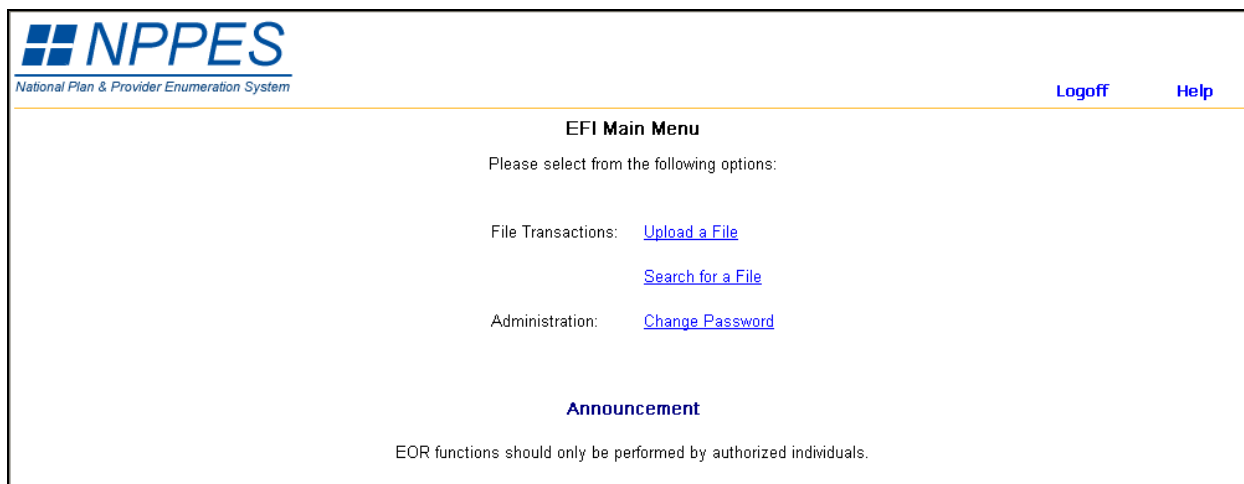 NPPES
National Plan & Provider Enumeration System
Logoff Help
EFI Main Menu
Please select from the following options:
File Transactions: Upload a File
Search for a File
Administration: Change Password
Announcement
EOR functions should only be performed by authorized individuals.